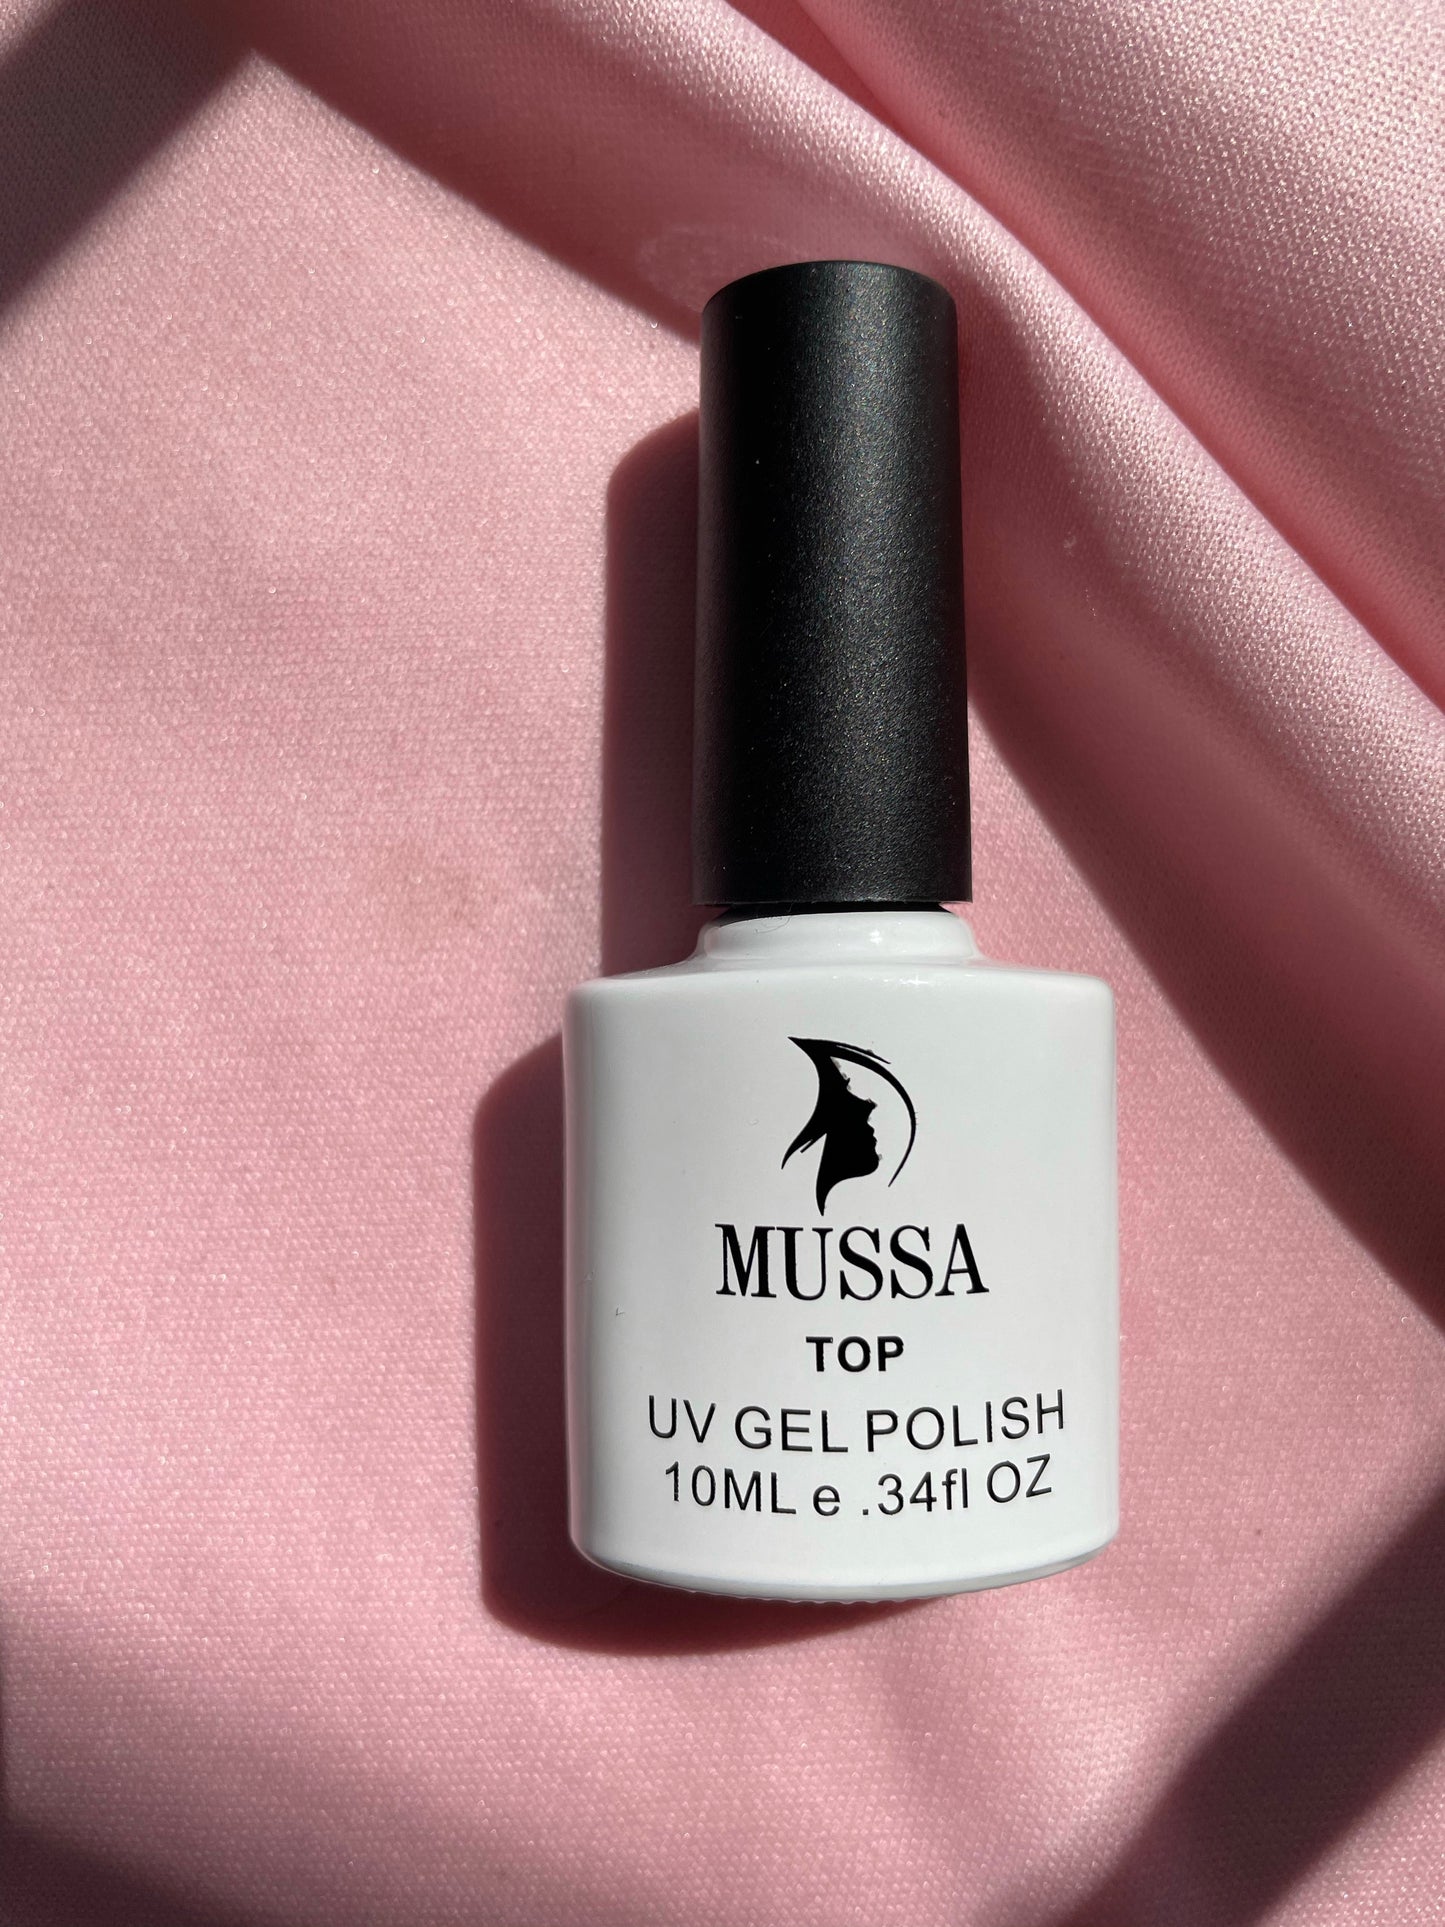 MUSSA
TOP
UV GEL POLISH
10ML e .34fl OZ